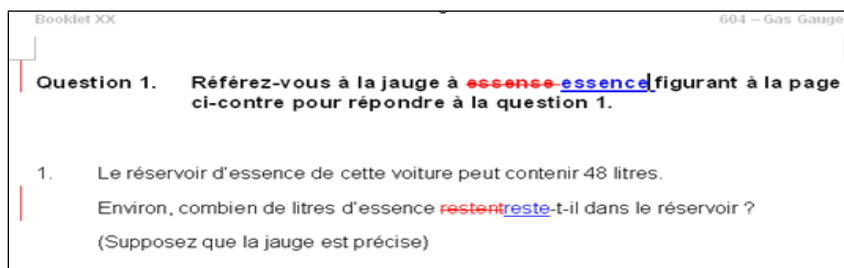 Booklet XX 604 – Gas Gauge
Question 1. Référez-vous à la jauge à essense essence figurant à la page
ci-contre pour répondre à la question 1.
1. Le réservoir d'essence de cette voiture peut contenir 48 litres.
Environ, combien de litres d'essence restentreste-t-il dans le réservoir ?
(Supposez que la jauge est précise)